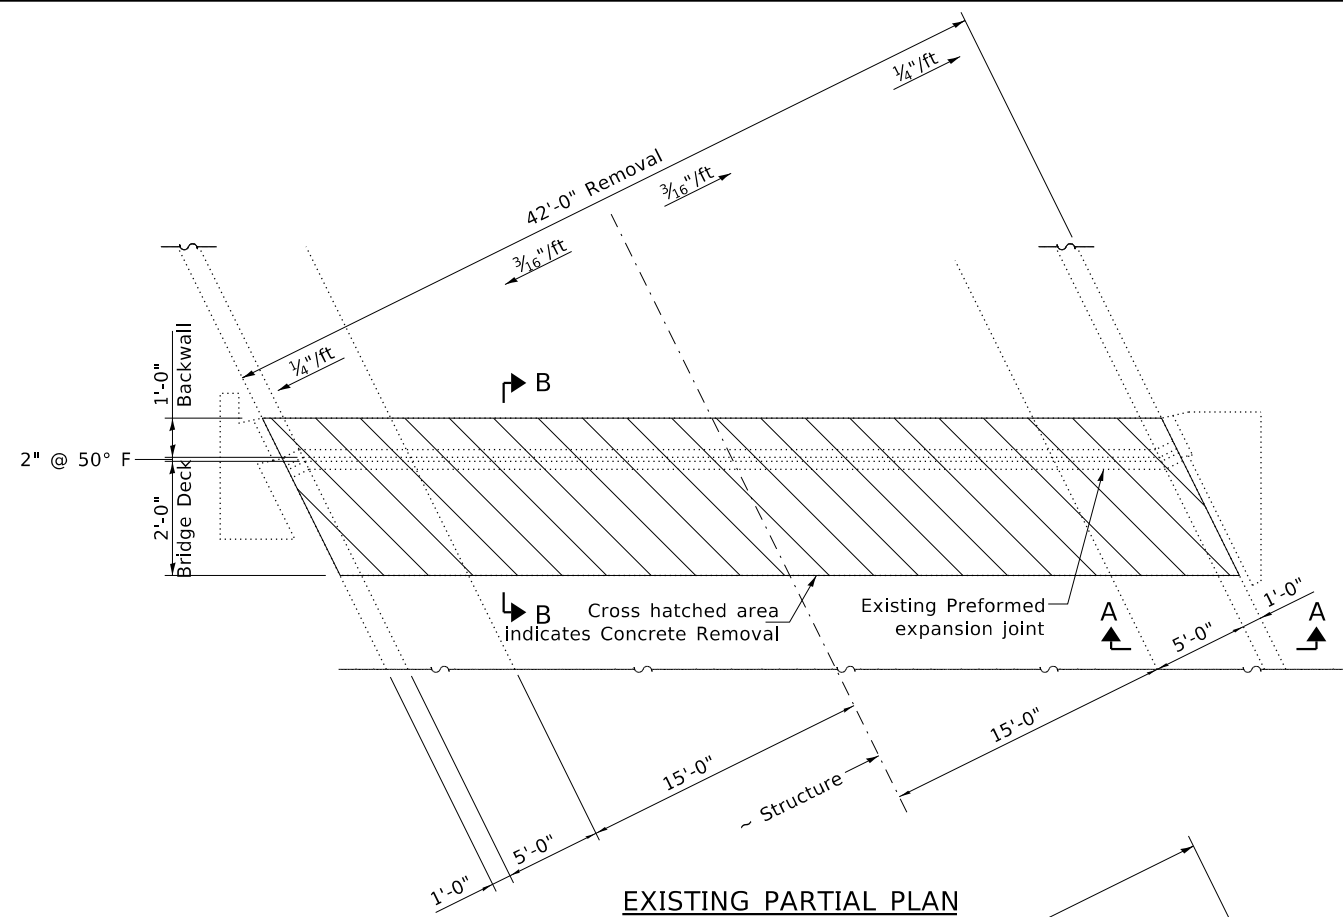 ¼"/ft
42'-0" Removal
³⁄₁₆"/ft
³⁄₁₆"/ft
¼"/ft
1'-0"
Backwall
B
2" @ 50° F
2'-0"
Bridge Deck
B
Cross hatched area
indicates Concrete Removal
Existing Preformed
expansion joint
A
1'-0"
A
5'-0"
15'-0"
15'-0"
~ Structure
5'-0"
1'-0"
EXISTING PARTIAL PLAN